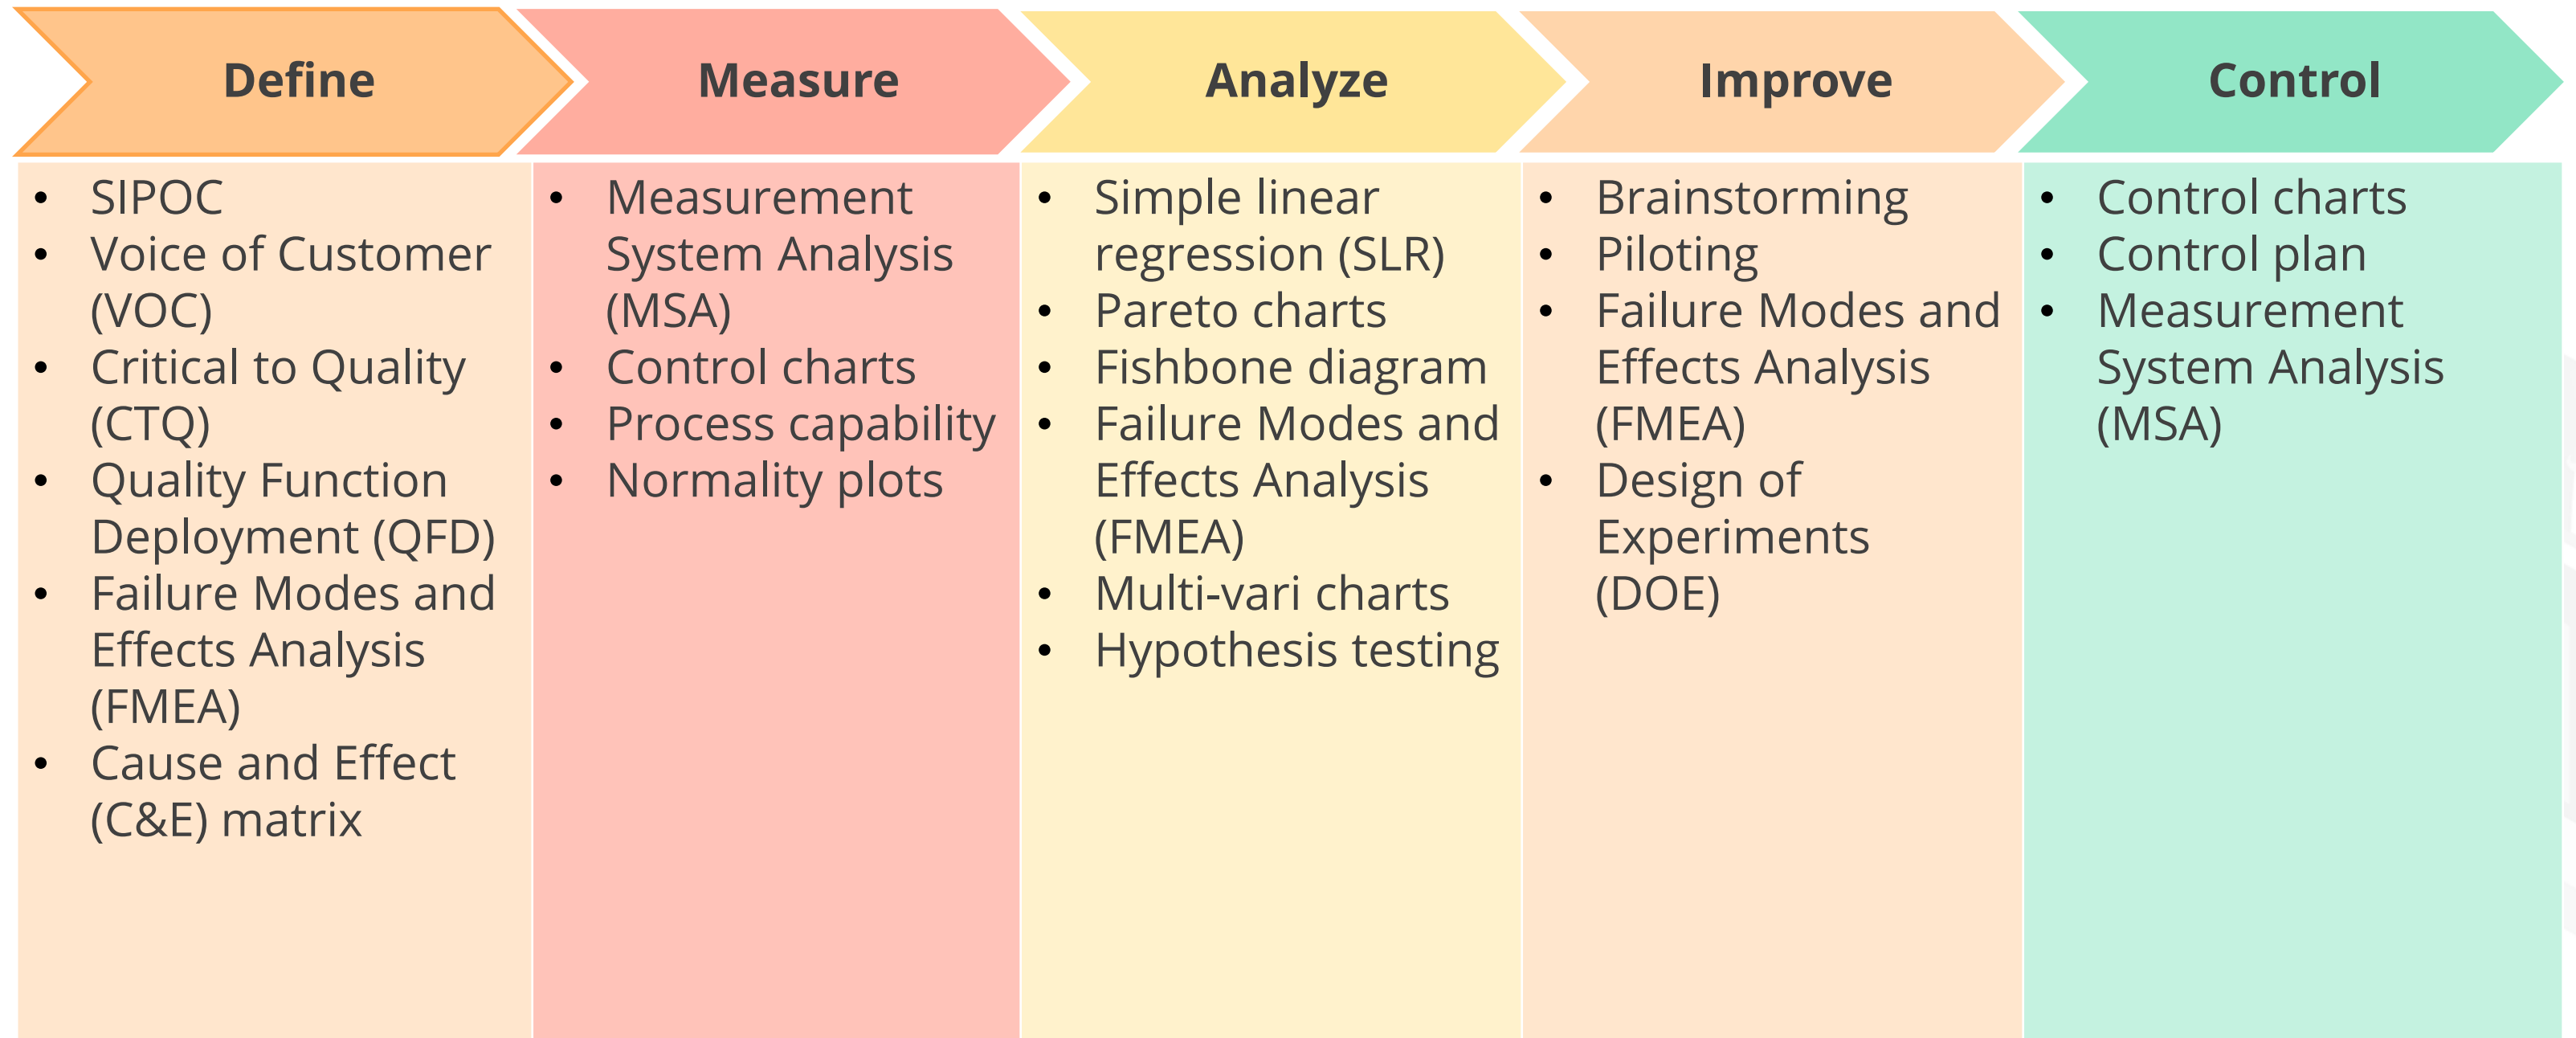 Define
Measure
Analyze
Improve
Control
• SIPOC
• Voice of Customer
(VOC)
• Critical to Quality
(CTQ)
• Quality Function
Deployment (QFD)
• Failure Modes and
Effects Analysis
(FMEA)
• Cause and Effect
(C&E) matrix
• Measurement
System Analysis
(MSA)
• Control charts
• Process capability
• Normality plots
• Simple linear
regression (SLR)
• Pareto charts
• Fishbone diagram
• Failure Modes and
Effects Analysis
(FMEA)
• Multi-vari charts
• Hypothesis testing
• Brainstorming
• Piloting
• Failure Modes and
Effects Analysis
(FMEA)
• Design of
Experiments
(DOE)
• Control charts
• Control plan
• Measurement
System Analysis
(MSA)